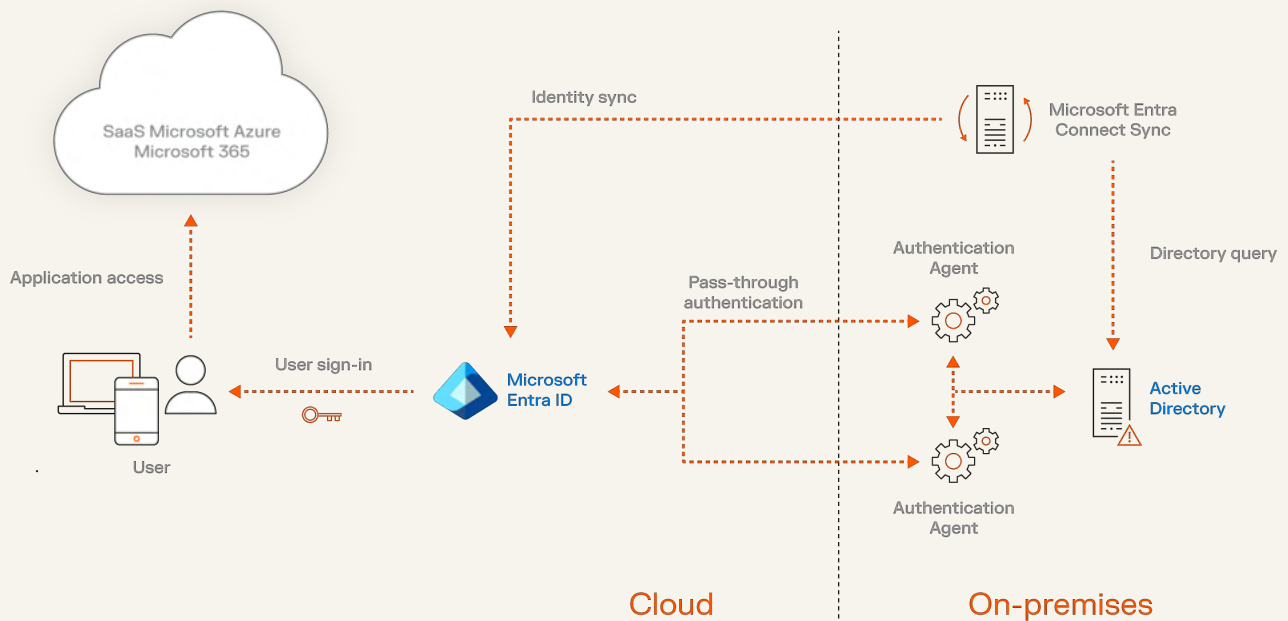 SaaS Microsoft Azure
Microsoft 365
Identity sync
Microsoft Entra
Connect Sync
Application access
Authentication
Agent
Directory query
Pass-through
authentication
User sign-in
Microsoft
Entra ID
Active
Directory
User
Authentication
Agent
Cloud
On-premises